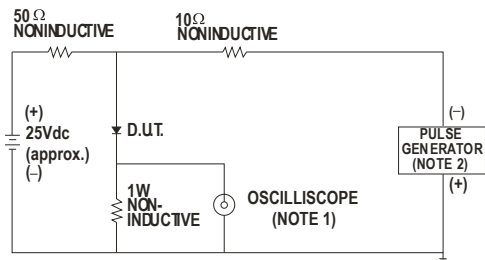 50 Ω
NONINDUCTIVE
10Ω
NONINDUCTIVE
(+)
25Vdc
(approx.)
(−)
D.U.T.
1W
NON-
INDUCTIVE
OSCILLISCOPE
(NOTE 1)
(−)
PULSE
GENERATOR
(NOTE 2)
(+)